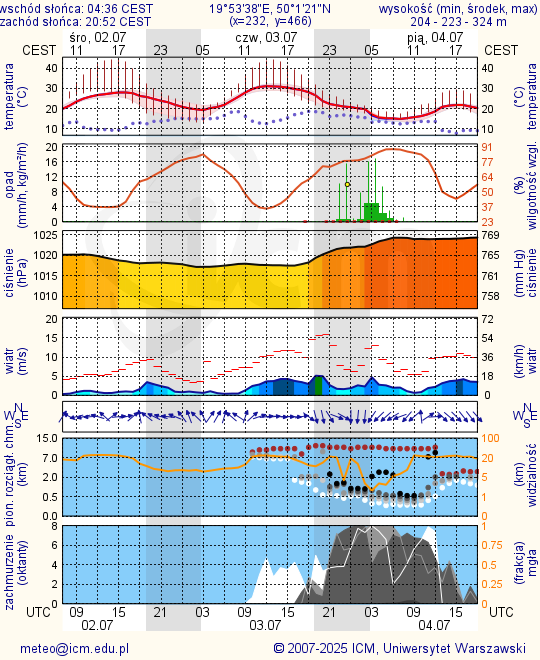 wschód słońca: 04:36 CEST 19°53'38"E, 50°1'21"N wysokość (min, środek, max)
zachód słońca: 20:52 CEST (x=232, y=466) 204 - 223 - 324 m
śro, 02.07 czw, 03.07 pią, 04.07
CEST 11 17 23 05 11 17 23 05 11 17 CEST
temperatura (°C) 40 30 20 10 40 30 20 10 (°C) temperatura
opad (mm/h, kg/m²/h) 20 16 12 8 4 0 91 77 64 50 37 23 (%) wilgotność wzgl.
ciśnienie (hPa) 1025 1020 1015 1010 769 765 761 758 (mm Hg) ciśnienie
wiatr (m/s) 20 15 10 5 0 72 54 36 18 0 (km/h) wiatr
N W E S N W E S
pion. rozciągł. chm. (km) 15.0 7.0 2.0 0.5 0.0 100 20 10 5 1 0 (km) widzialność
zachmurzenie (oktanty) 8 6 4 2 0 1 0.75 0.5 0.25 0 (frakcja) mgła
UTC 09 15 21 03 09 15 21 03 09 15 UTC
02.07 03.07 04.07
meteo@icm.edu.pl © 2007-2025 ICM, Uniwersytet Warszawski